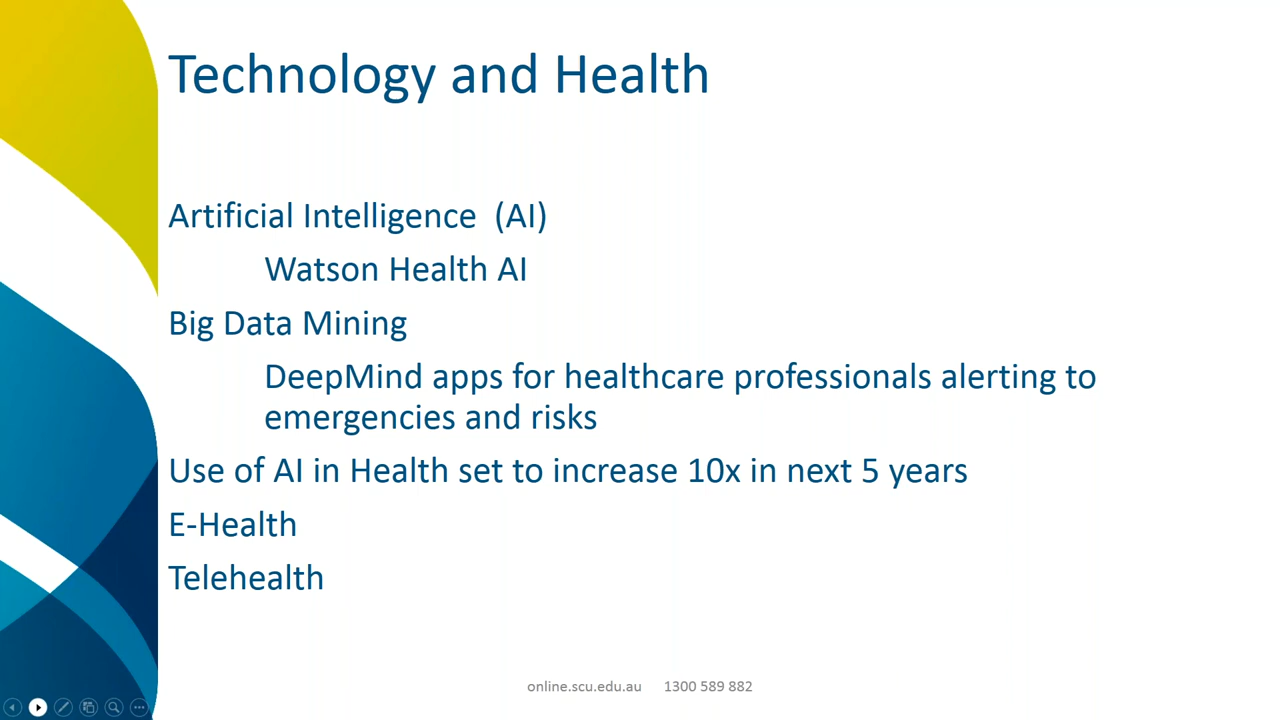 Technology and Health
Artificial Intelligence  (AI)
Watson Health AI
Big Data Mining
DeepMind apps for healthcare professionals alerting to
emergencies and risks
Use of AI in Health set to increase 10x in next 5 years
E-Health
Telehealth
online.scu.edu.au 1300 589 882